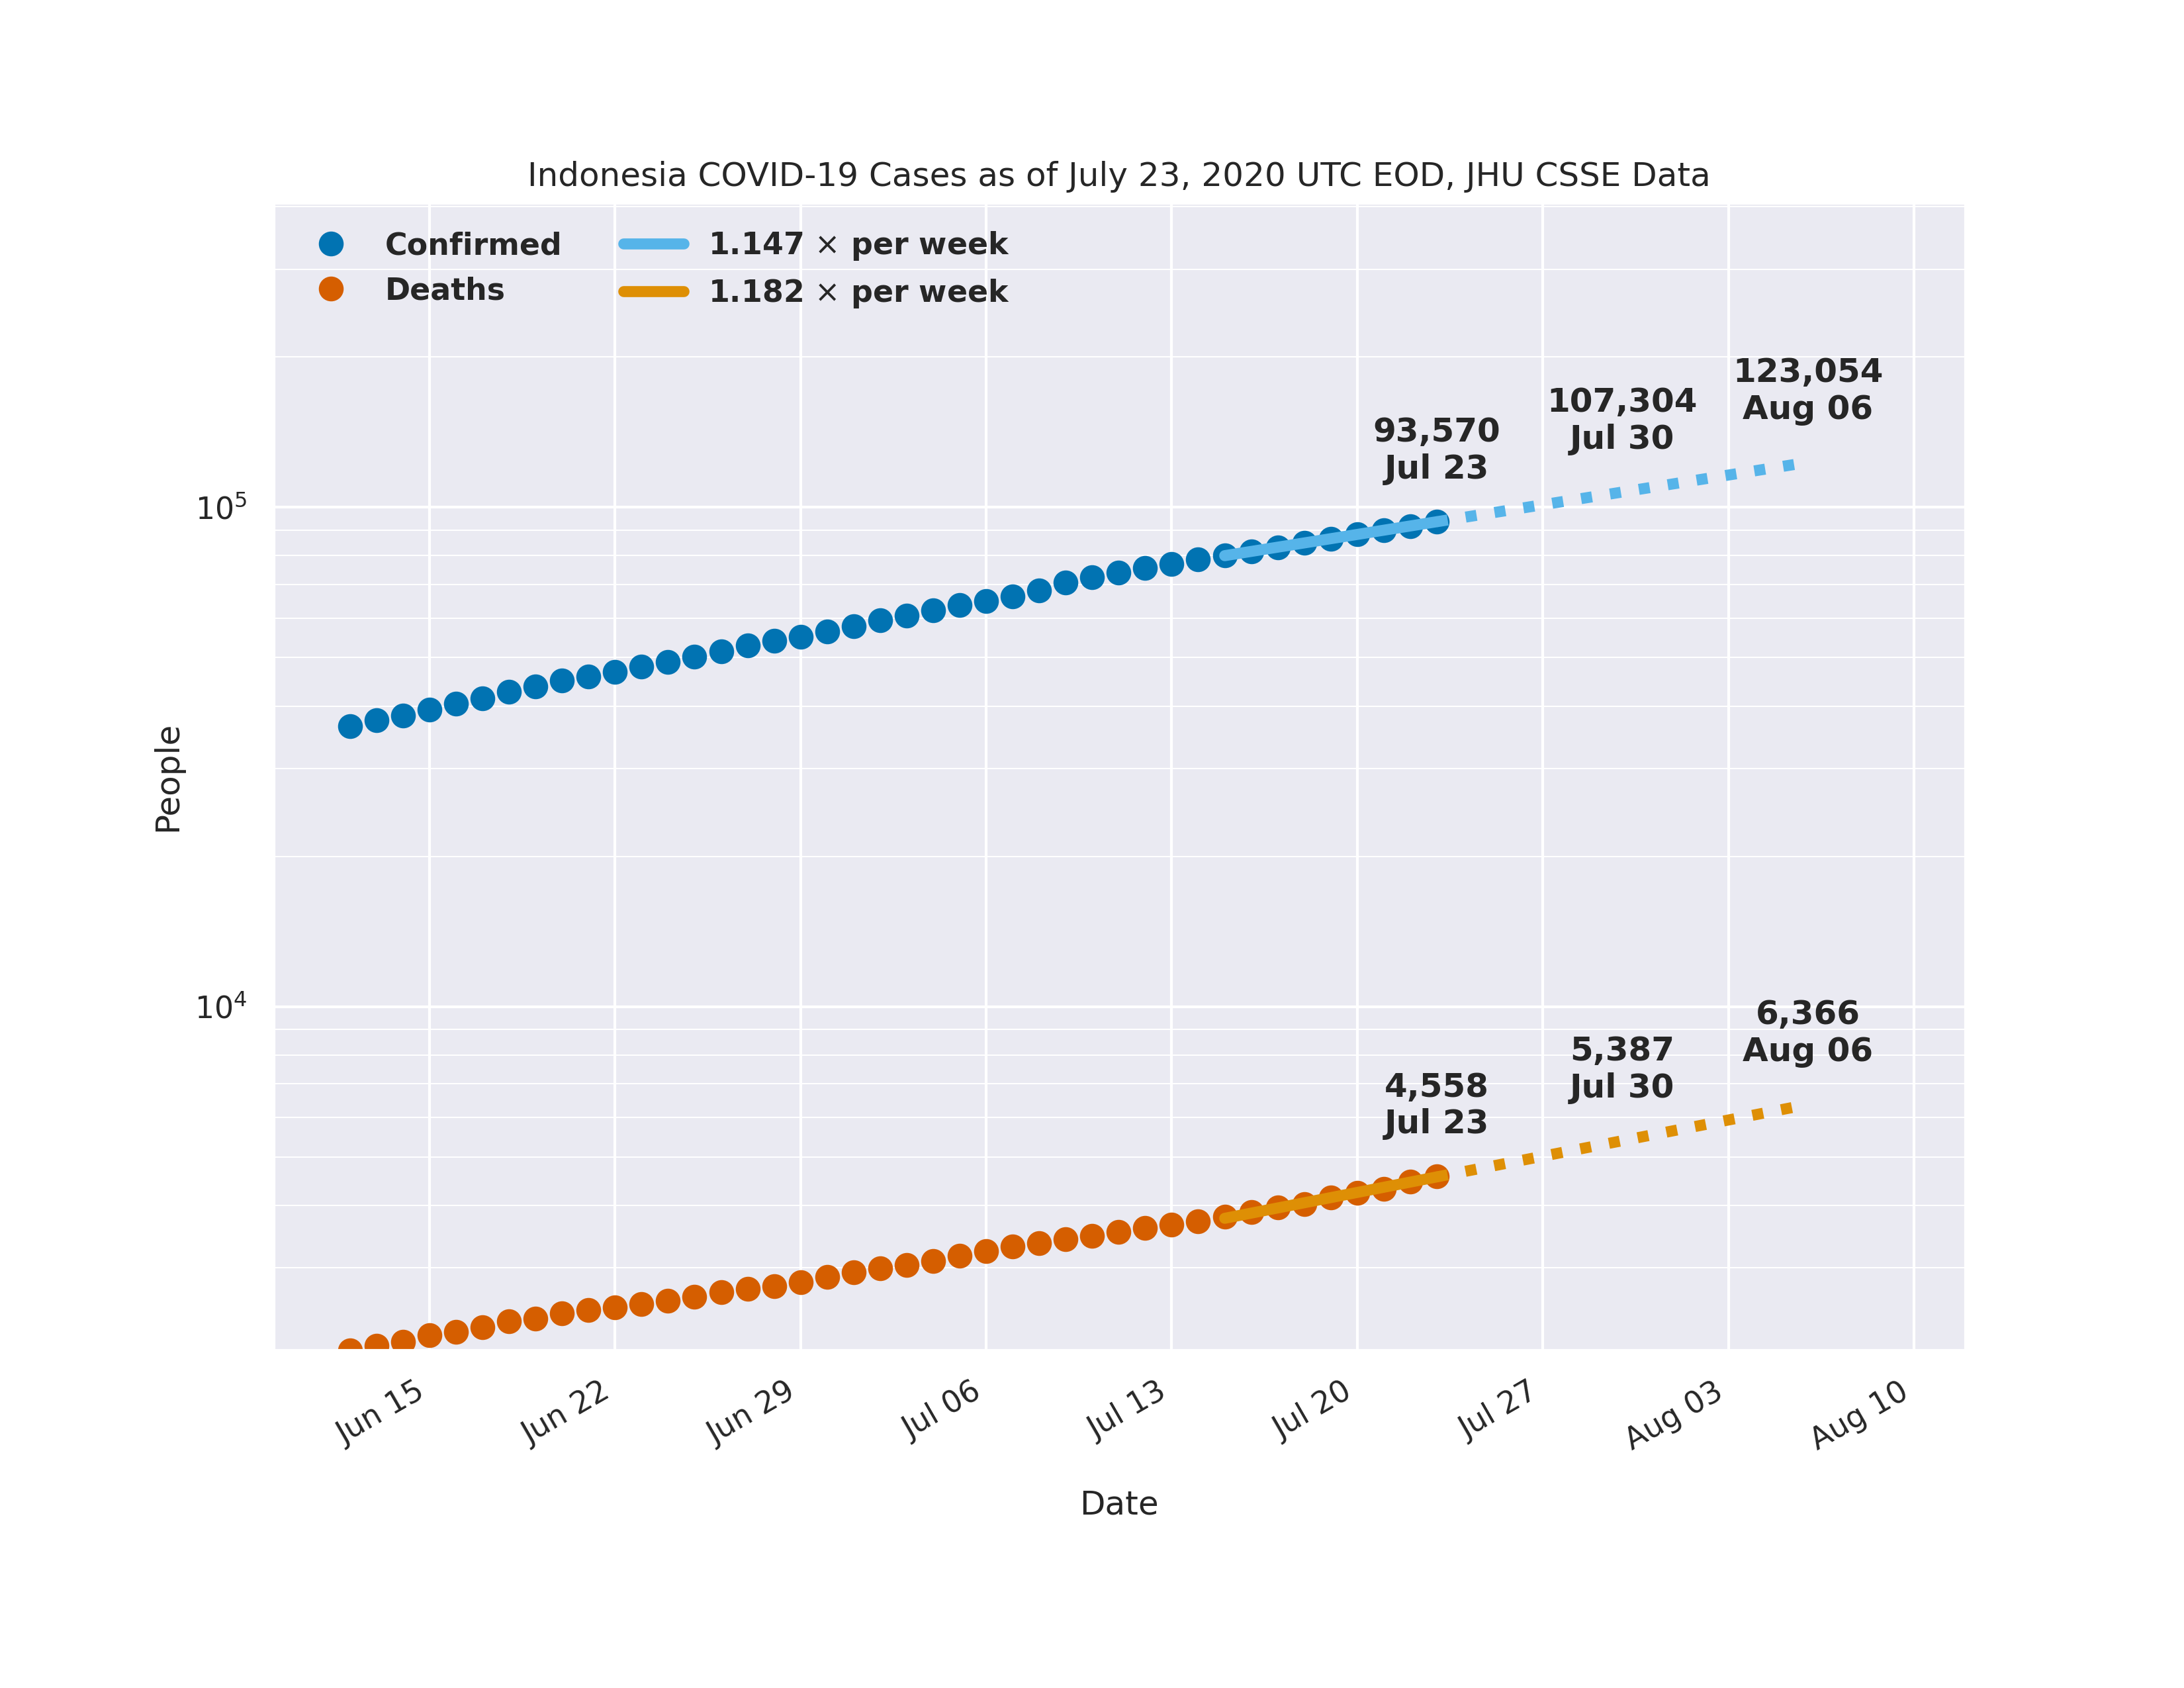 Indonesia COVID-19 Cases as of July 23, 2020 UTC EOD, JHU CSSE Data
Confirmed
Deaths
1.147 × per week
1.182 × per week
123,054
Aug 06
107,304
Jul 30
93,570
Jul 23
6,366
Aug 06
5,387
Jul 30
4,558
Jul 23
10⁵
10⁴
People
Jun 15
Jun 22
Jun 29
Jul 06
Jul 13
Jul 20
Jul 27
Aug 03
Aug 10
Date